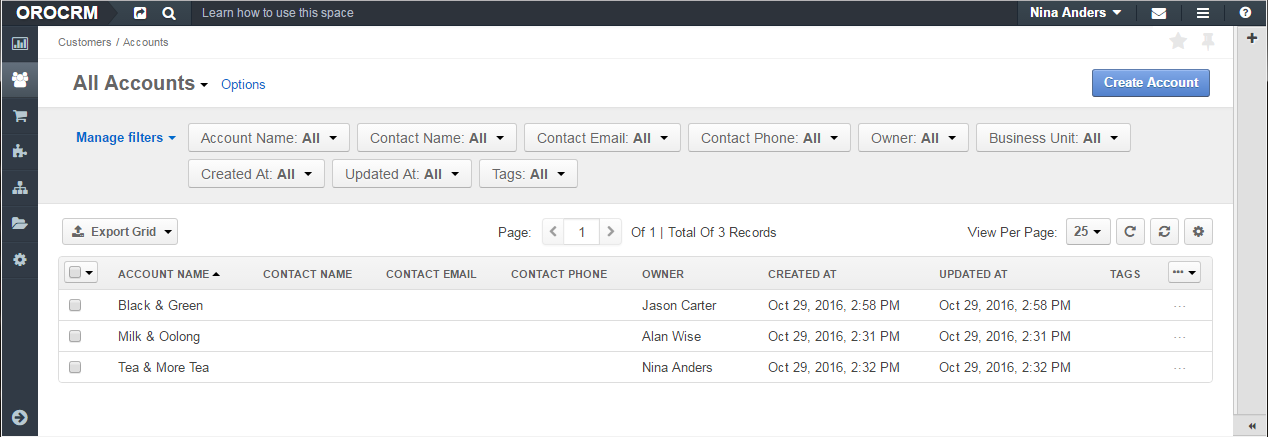 OROCRM Learn how to use this space Nina Anders
Customers / Accounts
All Accounts Options Create Account
Manage filters Account Name: All Contact Name: All Contact Email: All Contact Phone: All Owner: All Business Unit: All
Created At: All Updated At: All Tags: All
Export Grid Page: 1 Of 1 | Total Of 3 Records View Per Page: 25
ACCOUNT NAME CONTACT NAME CONTACT EMAIL CONTACT PHONE OWNER CREATED AT UPDATED AT TAGS
Black & Green Jason Carter Oct 29, 2016, 2:58 PM Oct 29, 2016, 2:58 PM ...
Milk & Oolong Alan Wise Oct 29, 2016, 2:31 PM Oct 29, 2016, 2:31 PM ...
Tea & More Tea Nina Anders Oct 29, 2016, 2:32 PM Oct 29, 2016, 2:32 PM ...